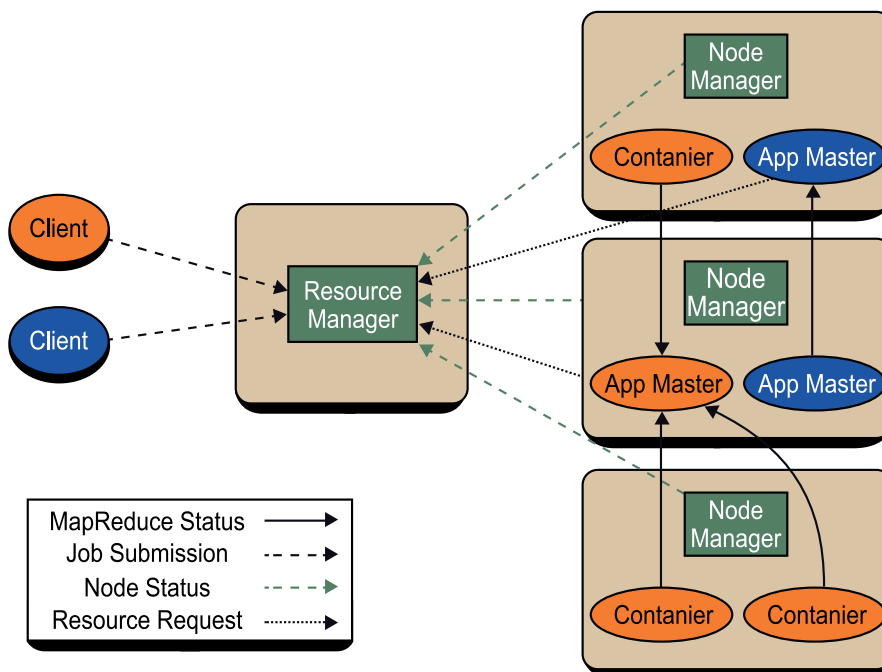 Node
Manager
Contanier
App Master
Client
Client
Resource
Manager
Node
Manager
App Master
App Master
Node
Manager
Contanier
Contanier
MapReduce Status
Job Submission
Node Status
Resource Request